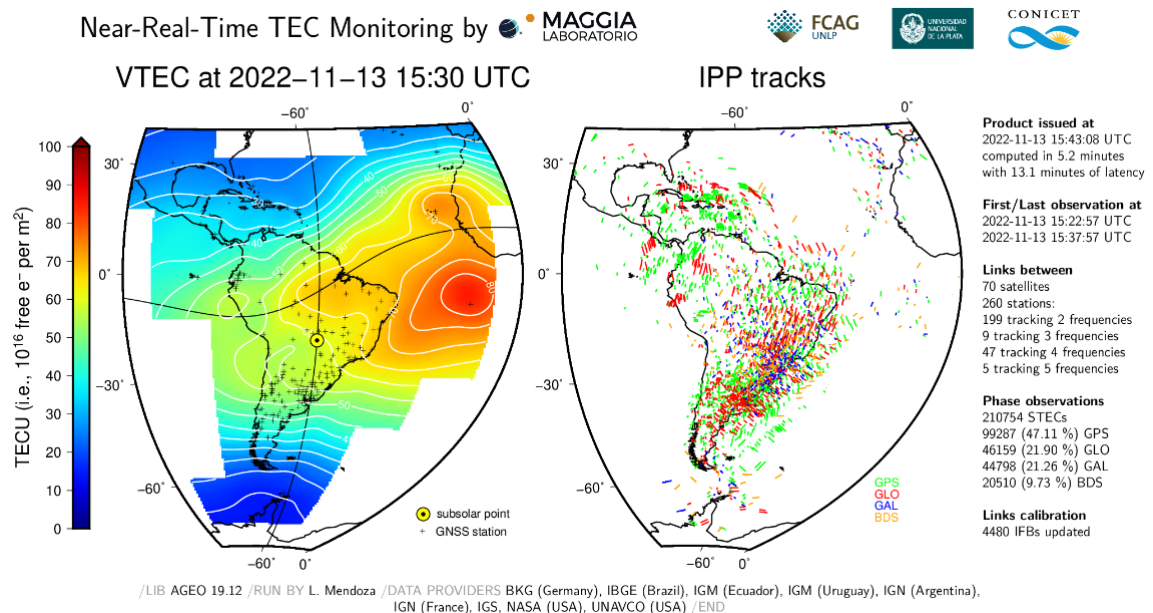 Near-Real-Time TEC Monitoring by MAGGIA LABORATORIO
FCAG UNLP
UNIVERSIDAD NACIONAL DE LA PLATA
CONICET
VTEC at 2022−11−13 15:30 UTC
IPP tracks
−60°
0°
−60°
0°
100
90
80
70
60
50
40
30
20
10
0
TECU (i.e., 10¹⁶ free e⁻ per m²)
30°
0°
−30°
−60°
−60°
0°
40
50
40
60
80
50
subsolar point
GNSS station
30°
0°
−30°
−60°
−60°
0°
GPS
GLO
GAL
BDS
Product issued at
2022-11-13 15:43:08 UTC
computed in 5.2 minutes
with 13.1 minutes of latency
First/Last observation at
2022-11-13 15:22:57 UTC
2022-11-13 15:37:57 UTC
Links between
70 satellites
260 stations:
199 tracking 2 frequencies
9 tracking 3 frequencies
47 tracking 4 frequencies
5 tracking 5 frequencies
Phase observations
210754 STECs
99287 (47.11 %) GPS
46159 (21.90 %) GLO
44798 (21.26 %) GAL
20510 (9.73 %) BDS
Links calibration
4480 IFBs updated
/LIB AGEO 19.12 /RUN BY L. Mendoza /DATA PROVIDERS BKG (Germany), IBGE (Brazil), IGM (Ecuador), IGM (Uruguay), IGN (Argentina),
IGN (France), IGS, NASA (USA), UNAVCO (USA) /END